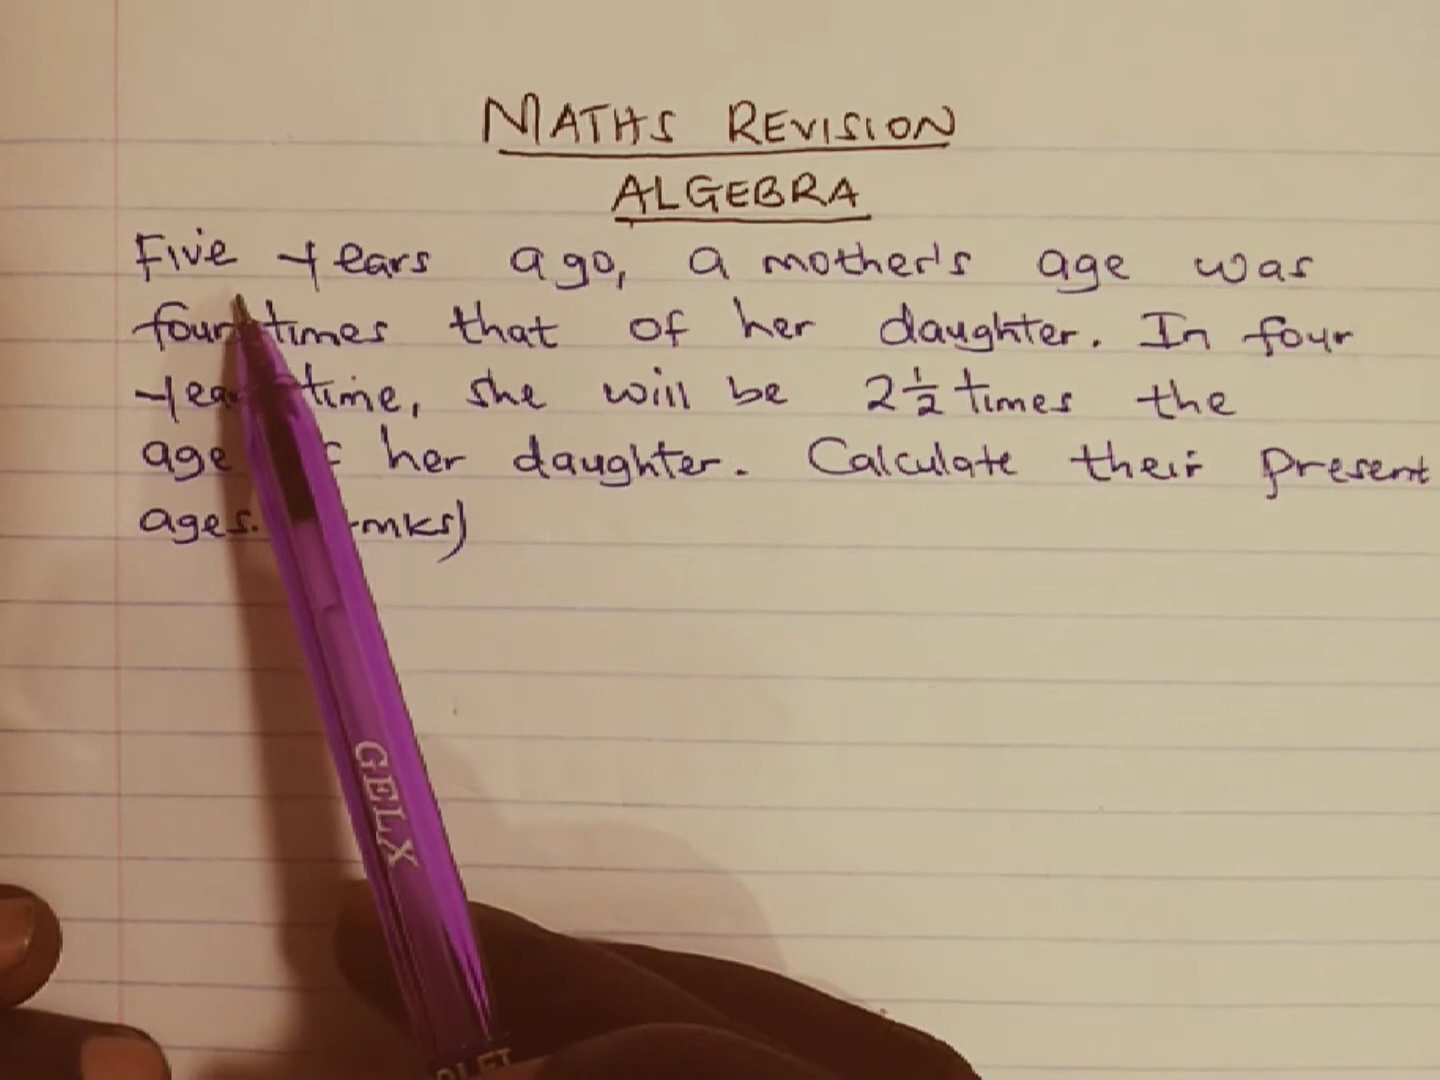 MATHS REVISION
ALGEBRA
Five years ago, a mother's age was
four times that of her daughter. In four
time, she will be 2½ times the
age her daughter. Calculate their present
ages. mks)
GELX